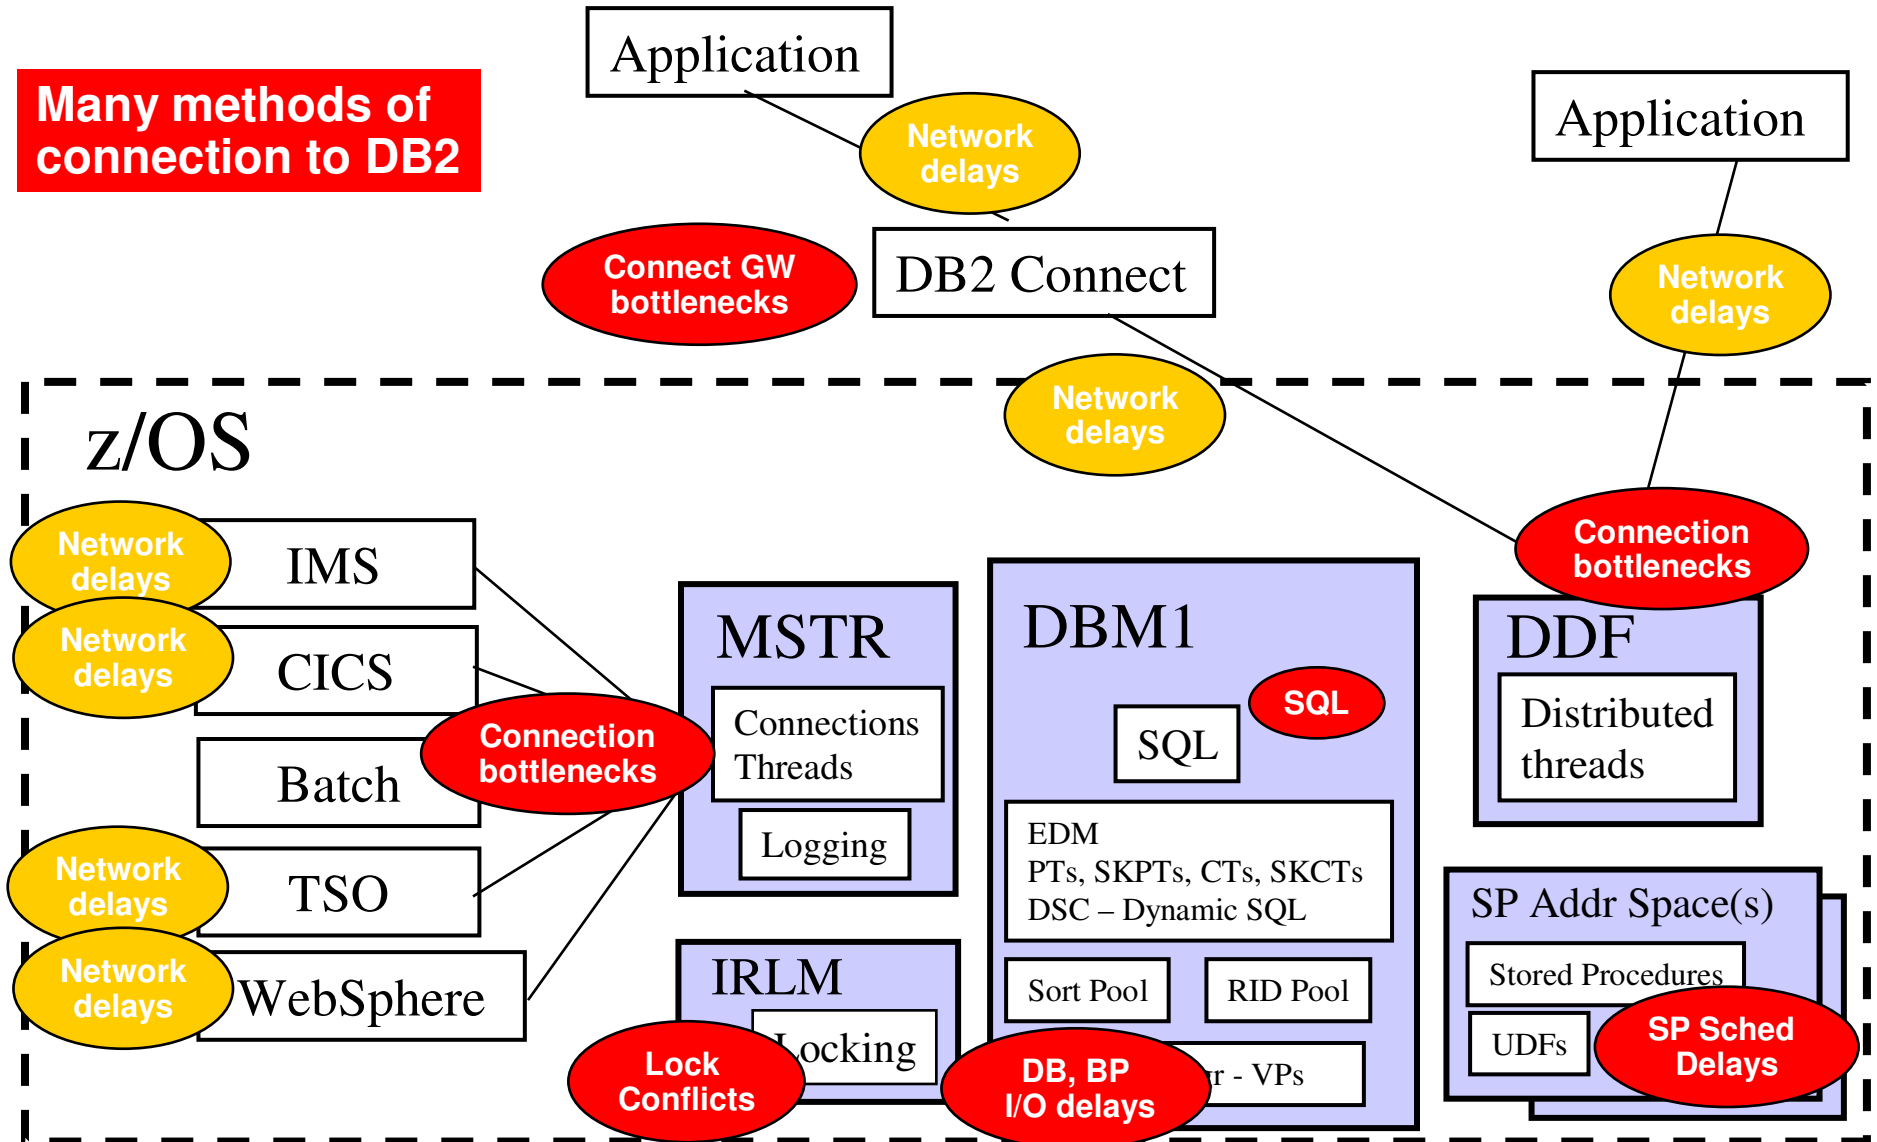 Application
Many methods of
connection to DB2
Application
Network
delays
Connect GW
bottlenecks
DB2 Connect
Network
delays
Network
delays
z/OS
Network
delays
IMS
Connection
bottlenecks
Network
delays
CICS
Connection
bottlenecks
Batch
Network
delays
TSO
Network
delays
WebSphere
MSTR
Connections
Threads
Logging
IRLM
Locking
Lock
Conflicts
DBM1
SQL
SQL
EDM
PTs, SKPTs, CTs, SKCTs
DSC – Dynamic SQL
Sort Pool
RID Pool
- VPs
DB, BP
I/O delays
DDF
Distributed
threads
SP Addr Space(s)
Stored Procedures
UDFs
SP Sched
Delays